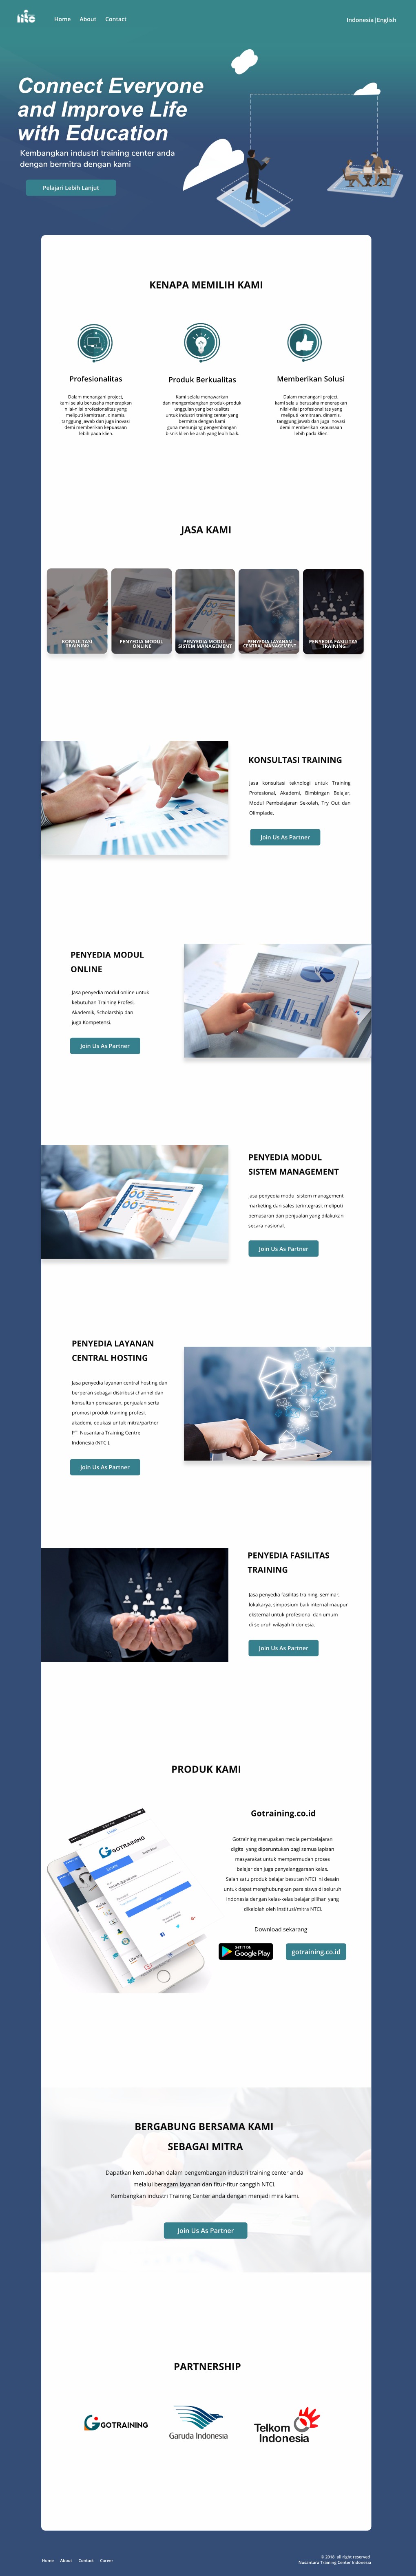 ntc
Home About Contact
Indonesia|English
Connect Everyone
and Improve Life
with Education
Kembangkan industri training center anda
dengan bermitra dengan kami
Pelajari Lebih Lanjut
KENAPA MEMILIH KAMI
Profesionalitas
Dalam menangani project,
kami selalu berusaha menerapkan
nilai-nilai profesionalitas yang
meliputi kemitraan, dinamis,
tanggung jawab dan juga inovasi
demi memberikan kepuasaan
lebih pada klien.
Produk Berkualitas
Kami selalu menawarkan
dan mengembangkan produk-produk
unggulan yang berkualitas
untuk industri training center yang
bermitra dengan kami
guna menunjang pengembangan
bisnis klien ke arah yang lebih baik.
Memberikan Solusi
Dalam menangani project,
kami selalu berusaha menerapkan
nilai-nilai profesionalitas yang
meliputi kemitraan, dinamis,
tanggung jawab dan juga inovasi
demi memberikan kepuasaan
lebih pada klien.
JASA KAMI
KONSULTASI
TRAINING
PENYEDIA MODUL
ONLINE
PENYEDIA MODUL
SISTEM MANAGEMENT
PENYEDIA LAYANAN
CENTRAL MANAGEMENT
PENYEDIA FASILITAS
TRAINING
KONSULTASI TRAINING
Jasa konsultasi teknologi untuk Training
Profesional, Akademi, Bimbingan Belajar,
Modul Pembelajaran Sekolah, Try Out dan
Olimpiade.
Join Us As Partner
PENYEDIA MODUL
ONLINE
Jasa penyedia modul online untuk
kebutuhan Training Profesi,
Akademik, Scholarship dan
juga Kompetensi.
Join Us As Partner
PENYEDIA MODUL
SISTEM MANAGEMENT
Jasa penyedia modul sistem management
marketing dan sales terintegrasi, meliputi
pemasaran dan penjualan yang dilakukan
secara nasional.
Join Us As Partner
PENYEDIA LAYANAN
CENTRAL HOSTING
Jasa penyedia layanan central hosting dan
berperan sebagai distribusi channel dan
konsultan pemasaran, penjualan serta
promosi produk training profesi,
akademi, edukasi untuk mitra/partner
PT. Nusantara Training Centre
Indonesia (NTCI).
Join Us As Partner
PENYEDIA FASILITAS
TRAINING
Jasa penyedia fasilitas training, seminar,
lokakarya, simposium baik internal maupun
eksternal untuk profesional dan umum
di seluruh wilayah Indonesia.
Join Us As Partner
PRODUK KAMI
Login
GOTRAINING
Gotraining.co.id
Gotraining merupakan media pembelajaran
digital yang diperuntukan bagi semua lapisan
masyarakat untuk mempermudah proses
belajar dan juga penyelenggaraan kelas.
Salah satu produk belajar besutan NTCI ini desain
untuk dapat menghubungkan para siswa di seluruh
Indonesia dengan kelas-kelas belajar pilihan yang
dikelolah oleh institusi/mitra NTCI.
Download sekarang
GET IT ON
Google Play
gotraining.co.id
BERGABUNG BERSAMA KAMI
SEBAGAI MITRA
Dapatkan kemudahan dalam pengembangan industri training center anda
melalui beragam layanan dan fitur-fitur canggih NTCI.
Kembangkan industri Training Center anda dengan menjadi mira kami.
Join Us As Partner
PARTNERSHIP
GOTRAINING
Garuda Indonesia
Telkom
Indonesia
Home About Contact Career
© 2018 all right reserved
Nusantara Training Center Indonesia